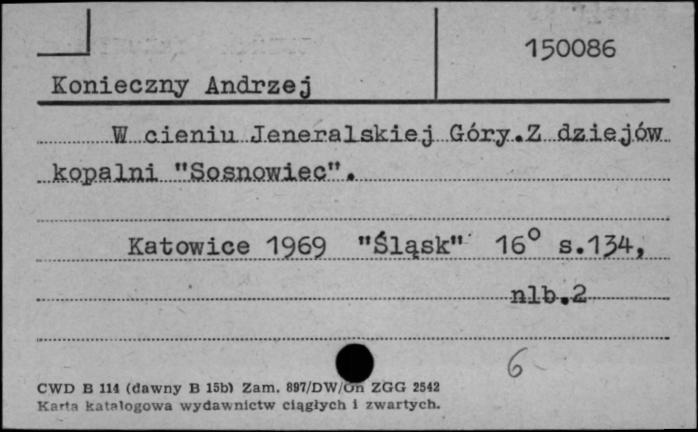 150086
Konieczny Andrzej
W cieniu Jeneralskiej Góry.Z dziejów
kopalni "Sosnowiec".
Katowice 1969 "Śląsk" 16° s.134,
nlb.2
6
CWD B 114 (dawny B 15b) Zam. 897/DW/On ZGG 2542
Karta katalogowa wydawnictw ciągłych i zwartych.